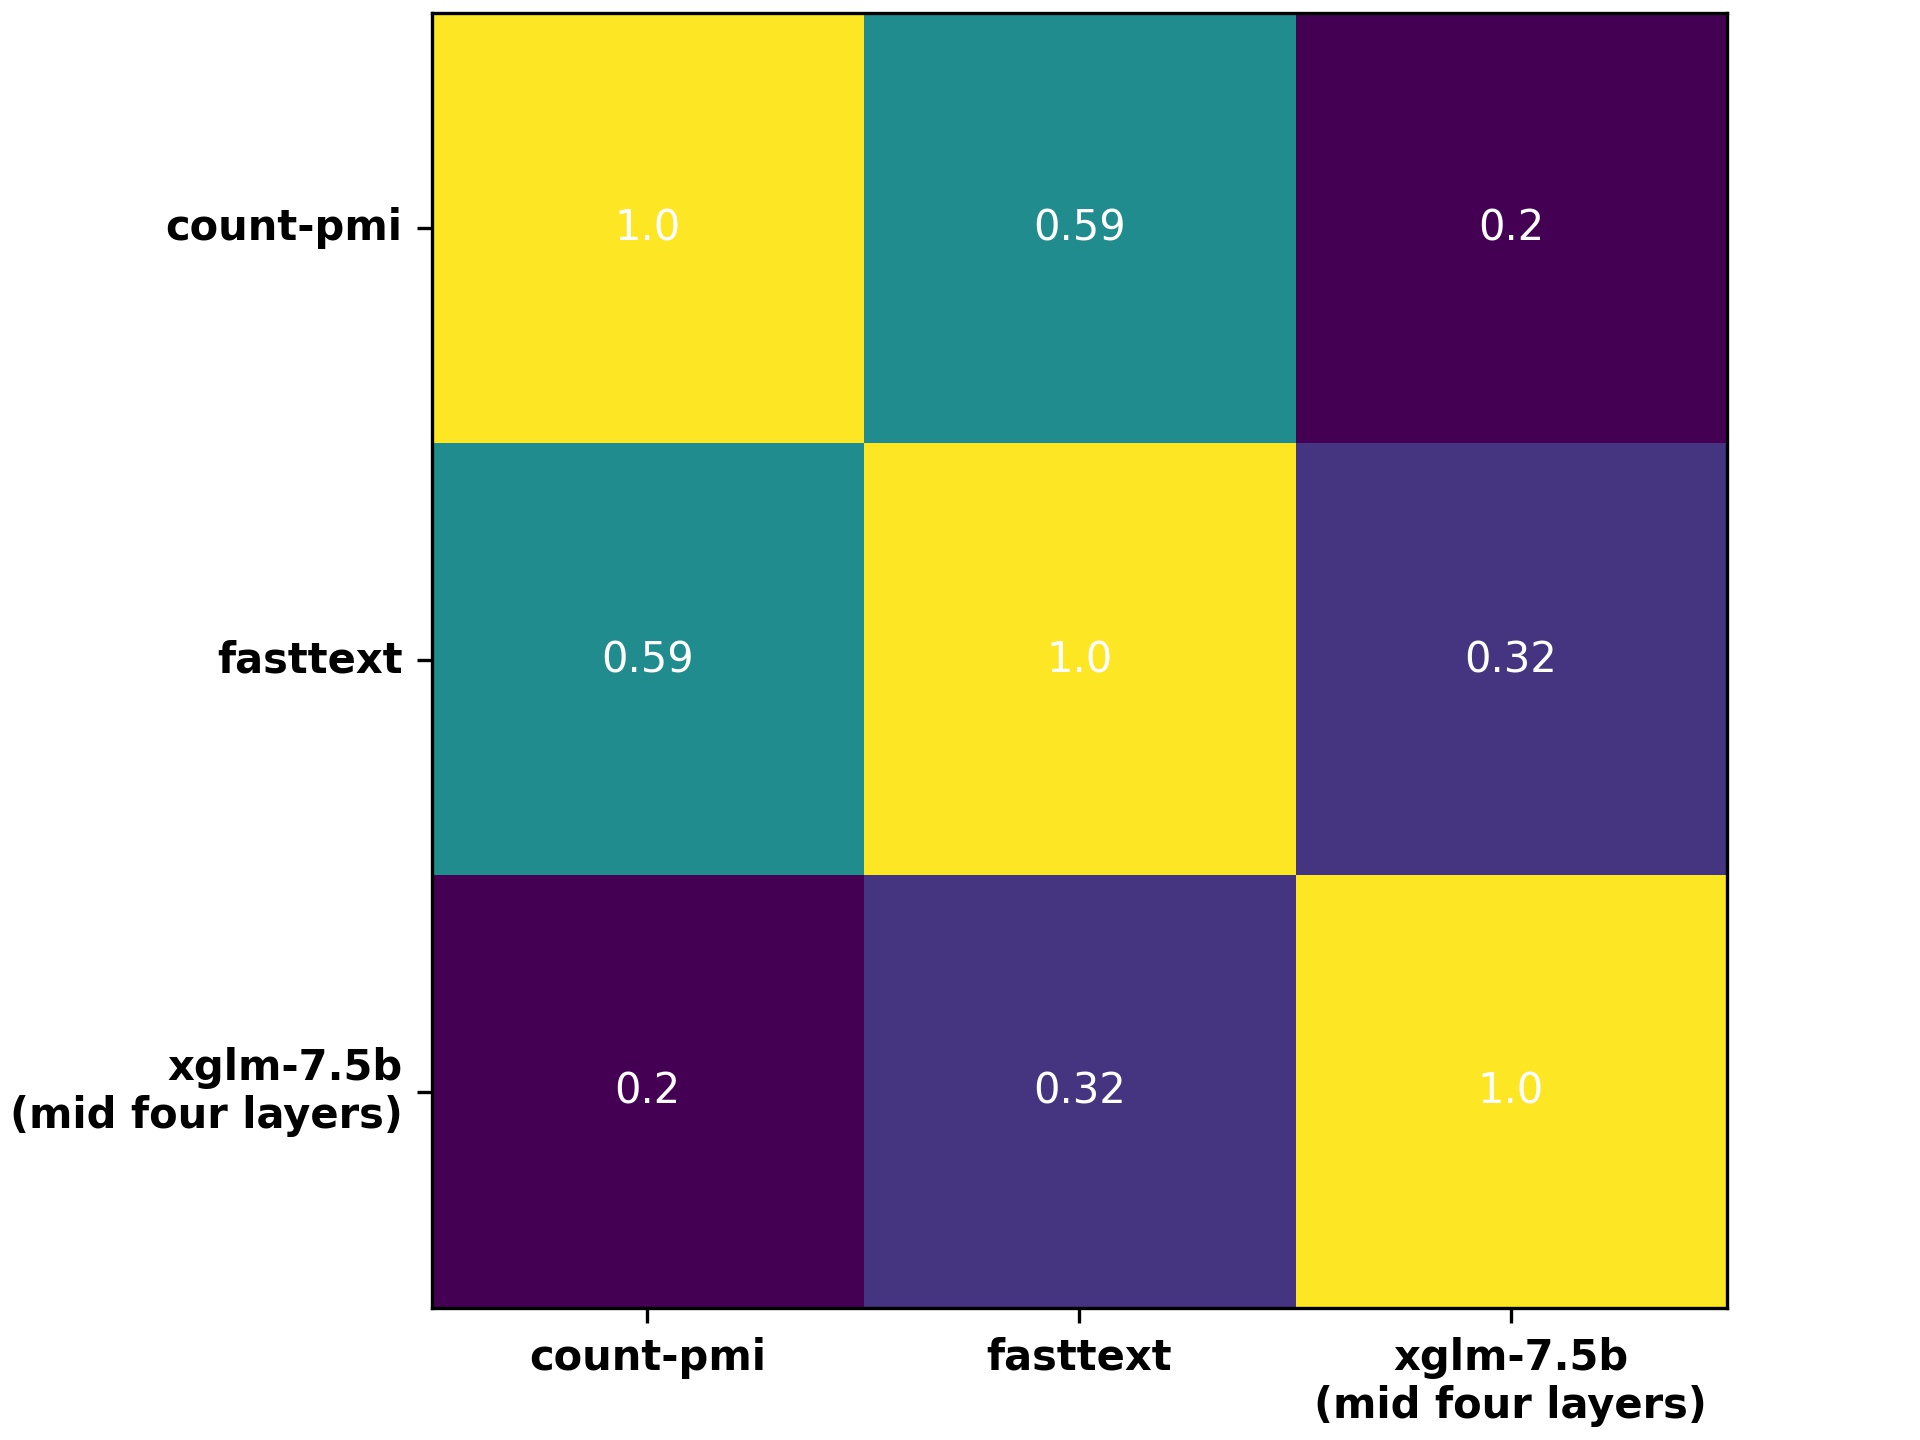 count-pmi
1.0
0.59
0.2
fasttext
0.59
1.0
0.32
xglm-7.5b
(mid four layers)
0.2
0.32
1.0
count-pmi
fasttext
xglm-7.5b
(mid four layers)